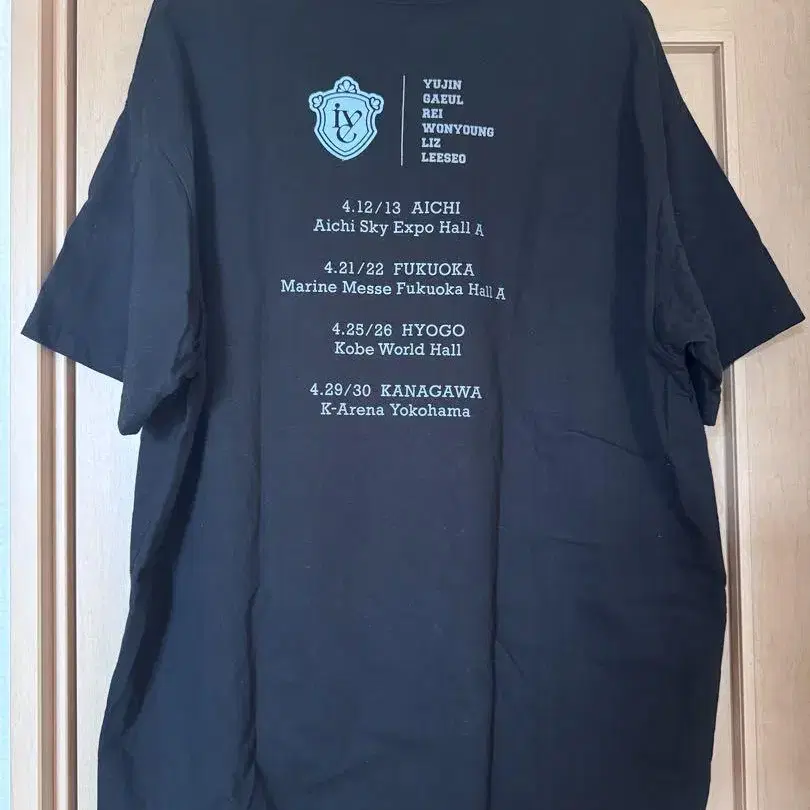 ive
YUJIN
GAEUL
REI
WONYOUNG
LIZ
LEESEO
4.12/13 AICHI
Aichi Sky Expo Hall A
4.21/22 FUKUOKA
Marine Messe Fukuoka Hall A
4.25/26 HYOGO
Kobe World Hall
4.29/30 KANAGAWA
K-Arena Yokohama